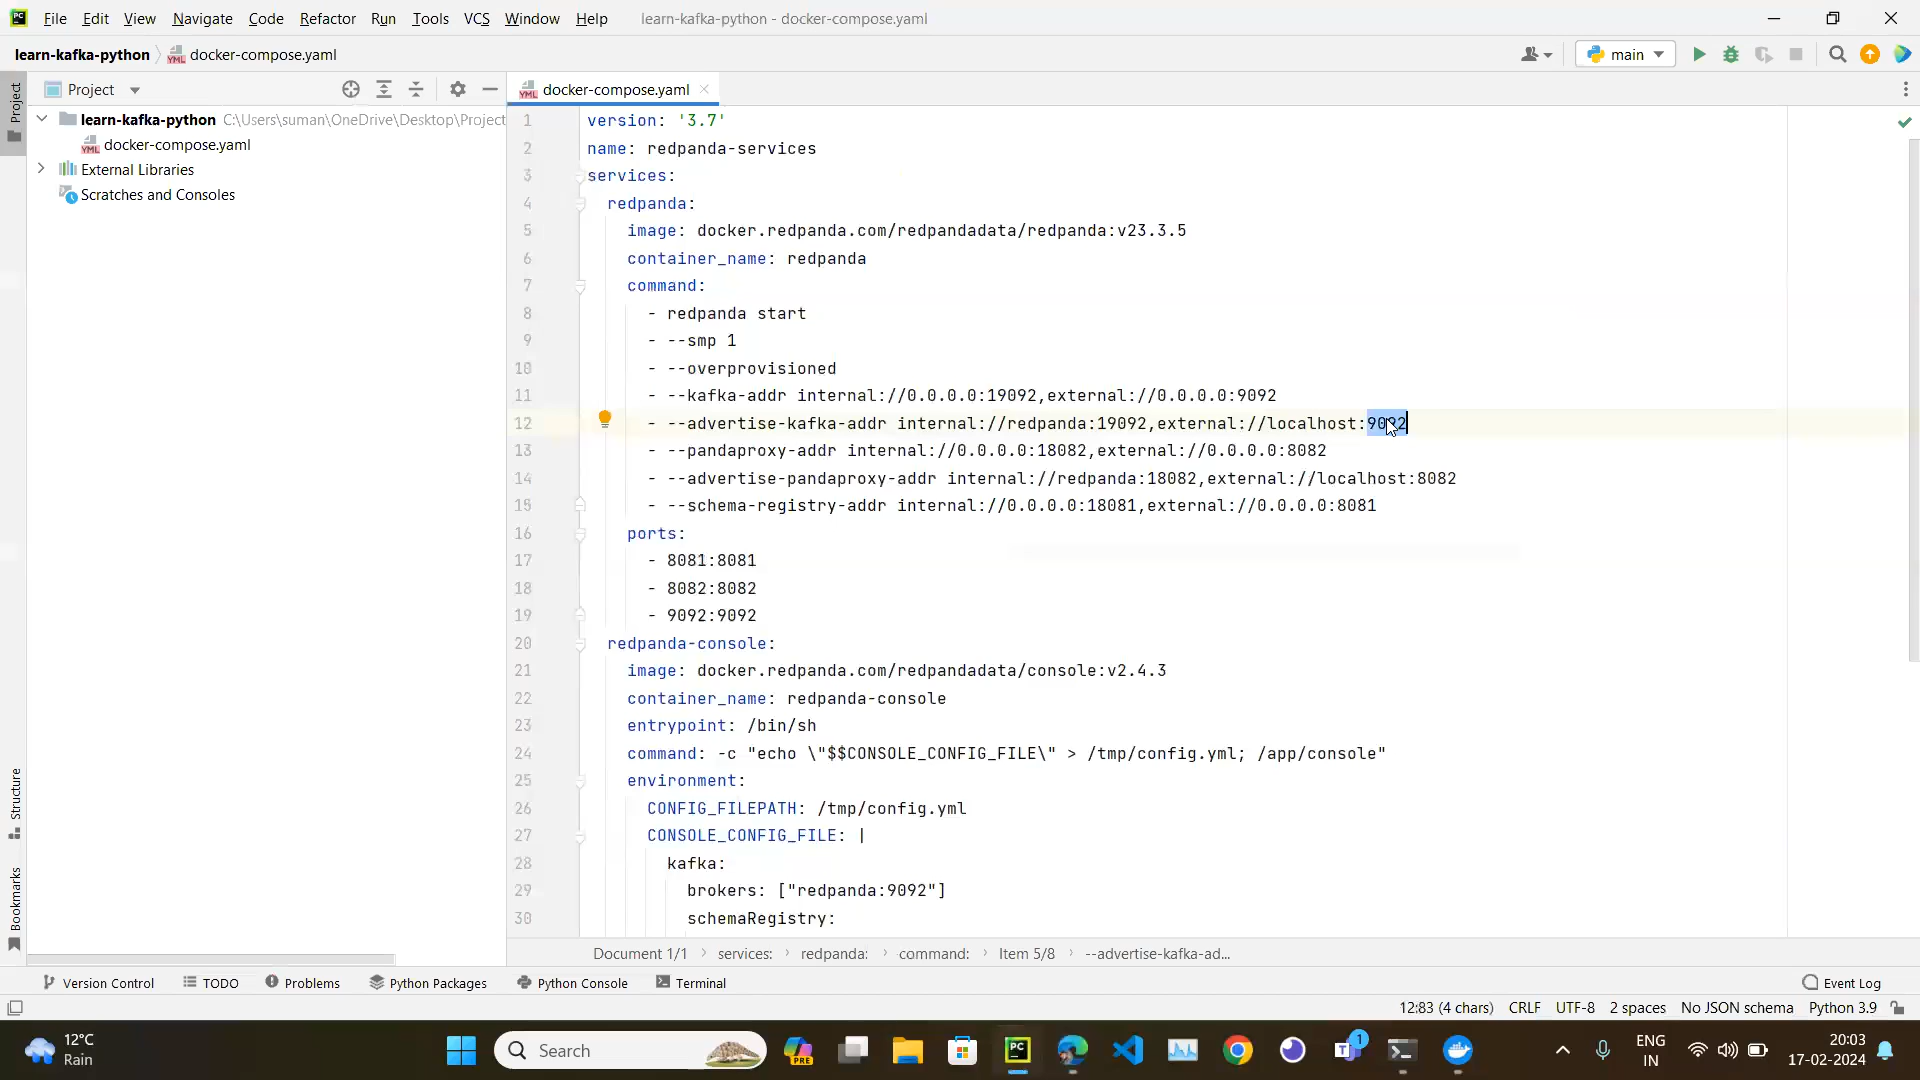 PC File Edit View Navigate Code Refactor Run Tools VCS Window Help learn-kafka-python - docker-compose.yaml
learn-kafka-python docker-compose.yaml main
Project docker-compose.yaml
learn-kafka-python C:\Users\suman\OneDrive\Desktop\Project
docker-compose.yaml
External Libraries
Scratches and Consoles
Project
Structure
Bookmarks
1 version: '3.7'
2 name: redpanda-services
3 services:
4 redpanda:
5 image: docker.redpanda.com/redpandadata/redpanda:v23.3.5
6 container_name: redpanda
7 command:
8 - redpanda start
9 - --smp 1
10 - --overprovisioned
11 - --kafka-addr internal://0.0.0.0:19092,external://0.0.0.0:9092
12 - --advertise-kafka-addr internal://redpanda:19092,external://localhost:9092
13 - --pandaproxy-addr internal://0.0.0.0:18082,external://0.0.0.0:8082
14 - --advertise-pandaproxy-addr internal://redpanda:18082,external://localhost:8082
15 - --schema-registry-addr internal://0.0.0.0:18081,external://0.0.0.0:8081
16 ports:
17 - 8081:8081
18 - 8082:8082
19 - 9092:9092
20 redpanda-console:
21 image: docker.redpanda.com/redpandadata/console:v2.4.3
22 container_name: redpanda-console
23 entrypoint: /bin/sh
24 command: -c "echo \"$$CONSOLE_CONFIG_FILE\" > /tmp/config.yml; /app/console"
25 environment:
26 CONFIG_FILEPATH: /tmp/config.yml
27 CONSOLE_CONFIG_FILE: |
28 kafka:
29 brokers: ["redpanda:9092"]
30 schemaRegistry:
Document 1/1 services: redpanda: command: Item 5/8 --advertise-kafka-ad...
Version Control TODO Problems Python Packages Python Console Terminal Event Log
12:83 (4 chars) CRLF UTF-8 2 spaces No JSON schema Python 3.9
12°C
Rain
Search
PRE
PC
1
ENG
IN
20:03
17-02-2024